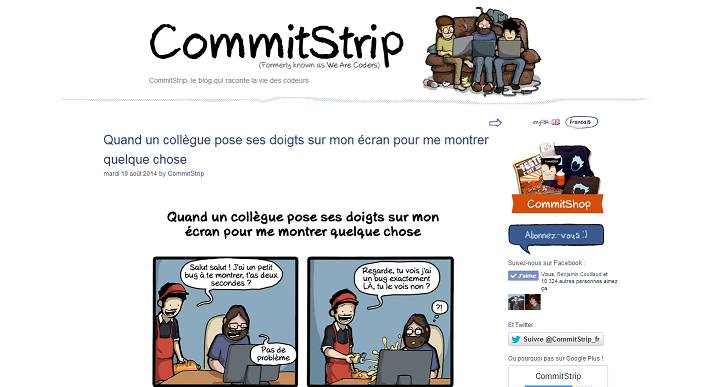 CommitStrip
(Formerly known as We Are Coders)
CommitStrip, le blog qui raconte la vie des codeurs
english
Francais
Quand un collègue pose ses doigts sur mon écran pour me montrer
quelque chose
mardi 19 août 2014 by CommitStrip
CommitShop
Abonnez-vous :)
Suivez-nous sur Facebook :
J'aime
Vous, Benjamin Couillaud et
10 324 autres personnes aimez
ça.
Et Twitter :
Suivre @CommitStrip_fr
Ou pourquoi pas sur Google Plus !
CommitStrip
Quand un collègue pose ses doigts sur mon
écran pour me montrer quelque chose
Salut salut ! J'ai un petit
bug à te montrer, t'as deux
secondes ?
Pas de
problème
Regarde, tu vois j'ai
un bug exactement
LÀ, tu le vois non ?
?!